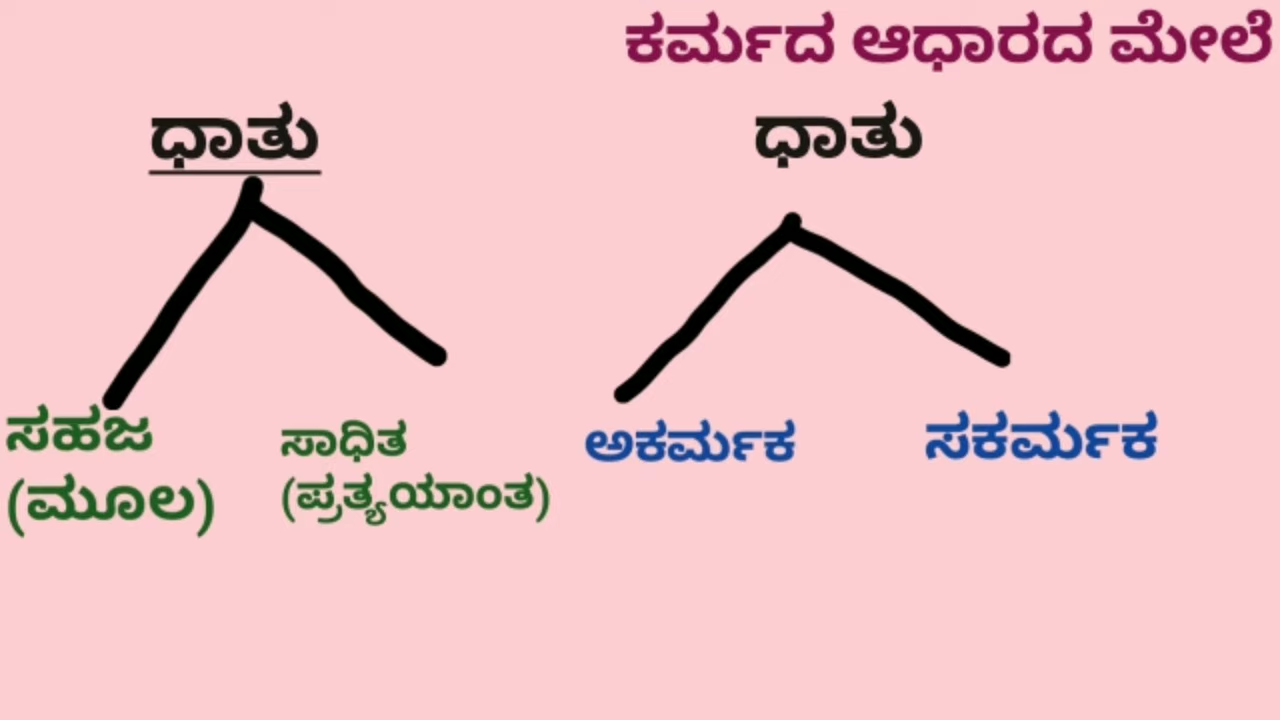 ಕರ್ಮದ ಆಧಾರದ ಮೇಲೆ
ಧಾತು
ಧಾತು
ಸಹಜ
(ಮೂಲ)
ಸಾಧಿತ
(ಪ್ರತ್ಯಯಾಂತ)
ಅಕರ್ಮಕ
ಸಕರ್ಮಕ